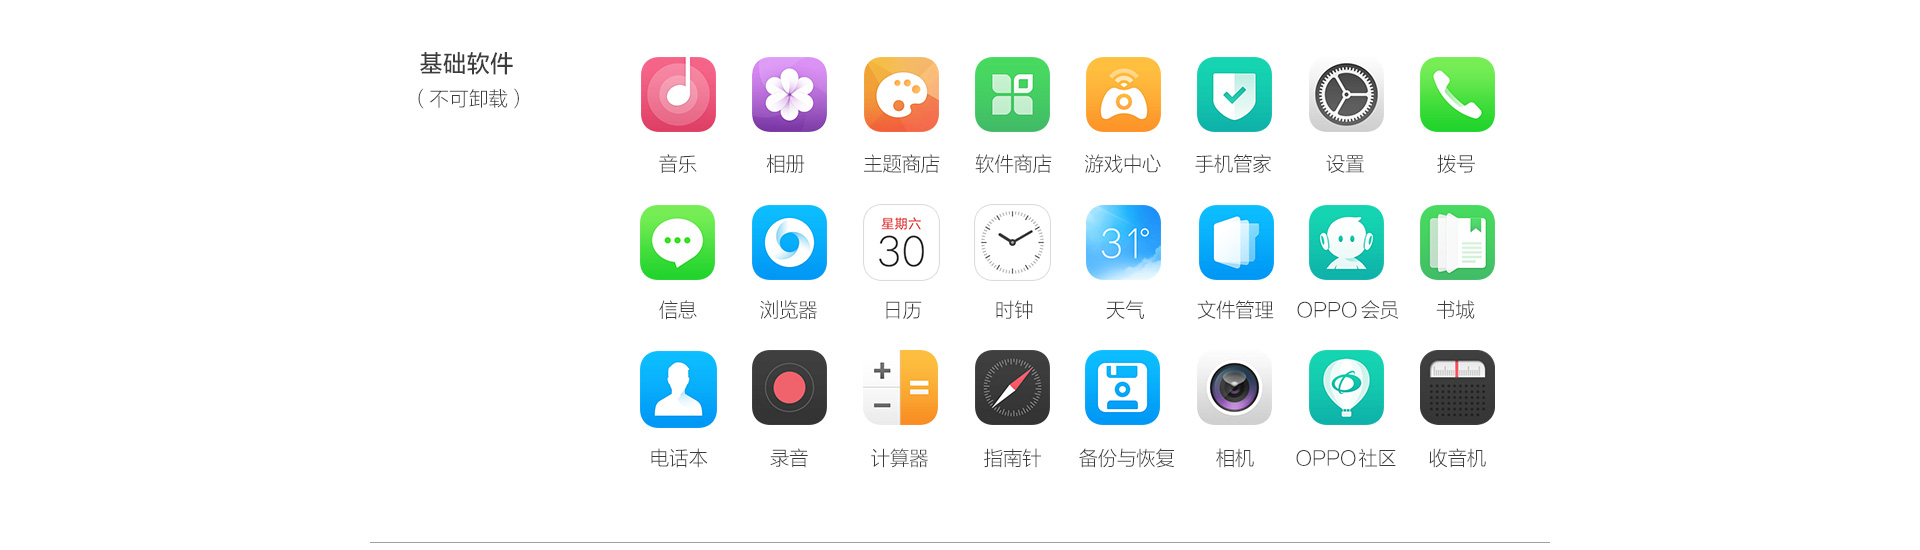 基础软件
（不可卸载）
音乐 相册 主题商店 软件商店 游戏中心 手机管家 设置 拨号
星期六
30
31°
信息 浏览器 日历 时钟 天气 文件管理 OPPO 会员 书城
电话本 录音 计算器 指南针 备份与恢复 相机 OPPO 社区 收音机